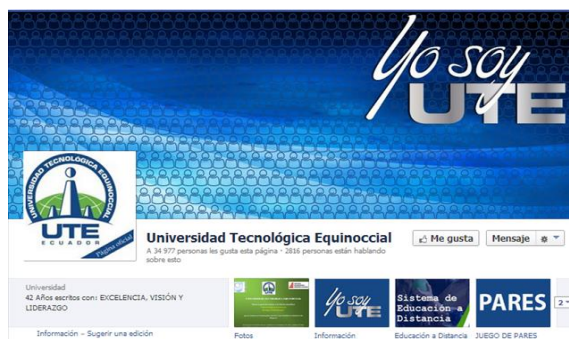 Yo soy
UTE
UNIVERSIDAD TECNOLÓGICA EQUINOCCIAL
UTE
ECUADOR
Página oficial
Universidad Tecnológica Equinoccial
A 34 977 personas les gusta esta página · 2816 personas están hablando
sobre esto
Me gusta
Mensaje
Universidad
42 Años escritos con: EXCELENCIA, VISIÓN Y
LIDERAZGO
Información – Sugerir una edición
Yo soy
UTE
Sistema de
Educación a
Distancia
PARES
2
Fotos
Información
Educación a Distancia
JUEGO DE PARES